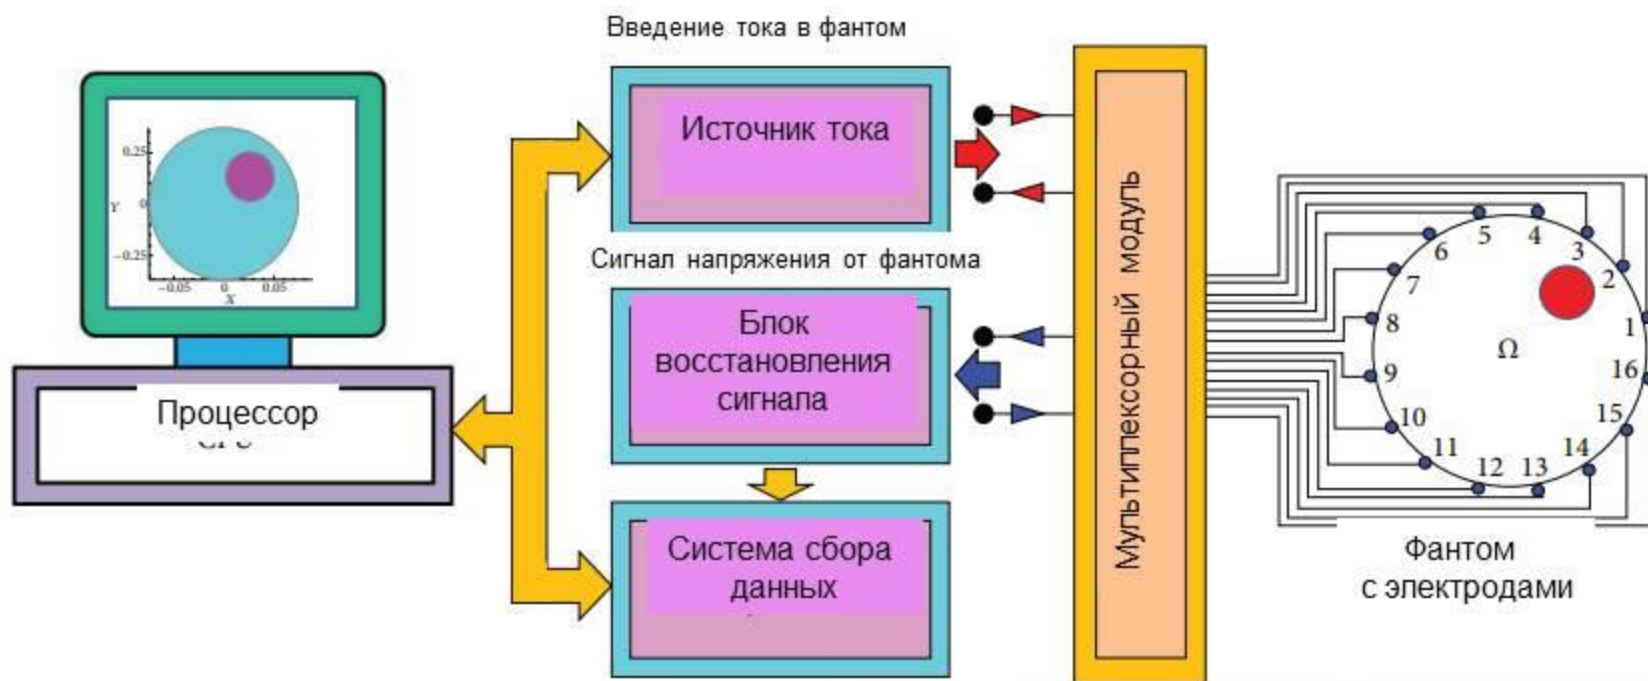 Введение тока в фантом
Источник тока
Сигнал напряжения от фантома
Блок
восстановления
сигнала
Система сбора
данных
Процессор
0.25
Y 0
−0.25
−0.05 0 0.05
X
Мультиплексорный модуль
1
2
3
4
5
6
7
8
9
10
11
12
13
14
15
16
Ω
Фантом
с электродами